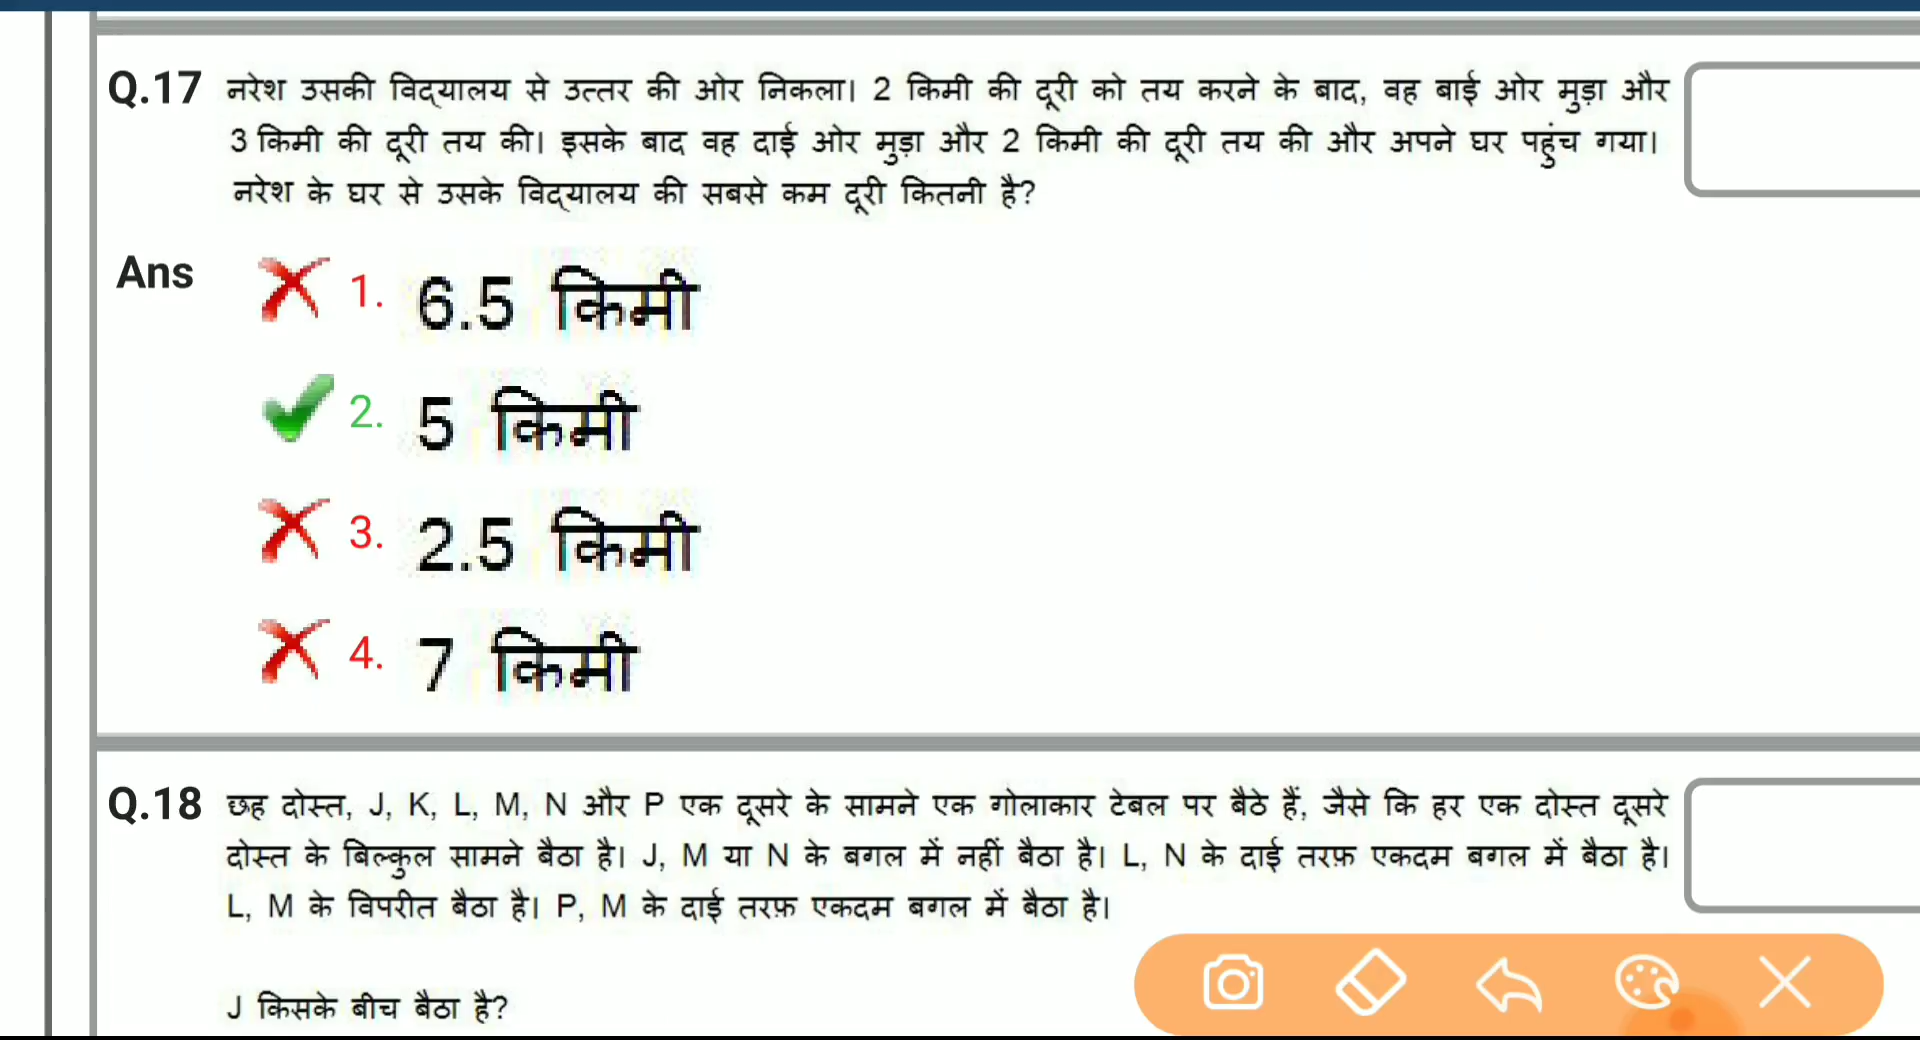 Q.17 नरेश उसकी विद्यालय से उत्तर की ओर निकला। 2 किमी की दूरी को तय करने के बाद, वह बाई ओर मुड़ा और
3 किमी की दूरी तय की। इसके बाद वह दाई ओर मुड़ा और 2 किमी की दूरी तय की और अपने घर पहुंच गया।
नरेश के घर से उसके विद्यालय की सबसे कम दूरी कितनी है?
Ans 1. 6.5 किमी
2. 5 किमी
3. 2.5 किमी
4. 7 किमी
Q.18 छह दोस्त, J, K, L, M, N और P एक दूसरे के सामने एक गोलाकार टेबल पर बैठे हैं, जैसे कि हर एक दोस्त दूसरे
दोस्त के बिल्कुल सामने बैठा है। J, M या N के बगल में नहीं बैठा है। L, N के दाई तरफ़ एकदम बगल में बैठा है।
L, M के विपरीत बैठा है। P, M के दाई तरफ़ एकदम बगल में बैठा है।
J किसके बीच बैठा है?